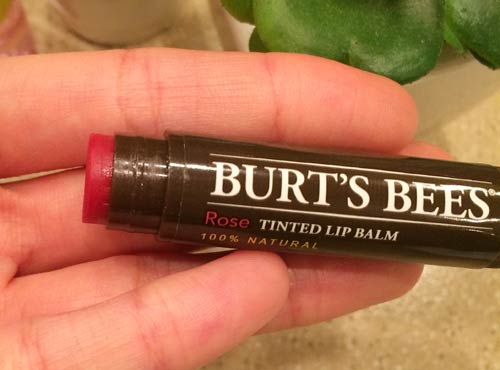 BURT'S BEES®
Rose TINTED LIP BALM
100% NATURAL